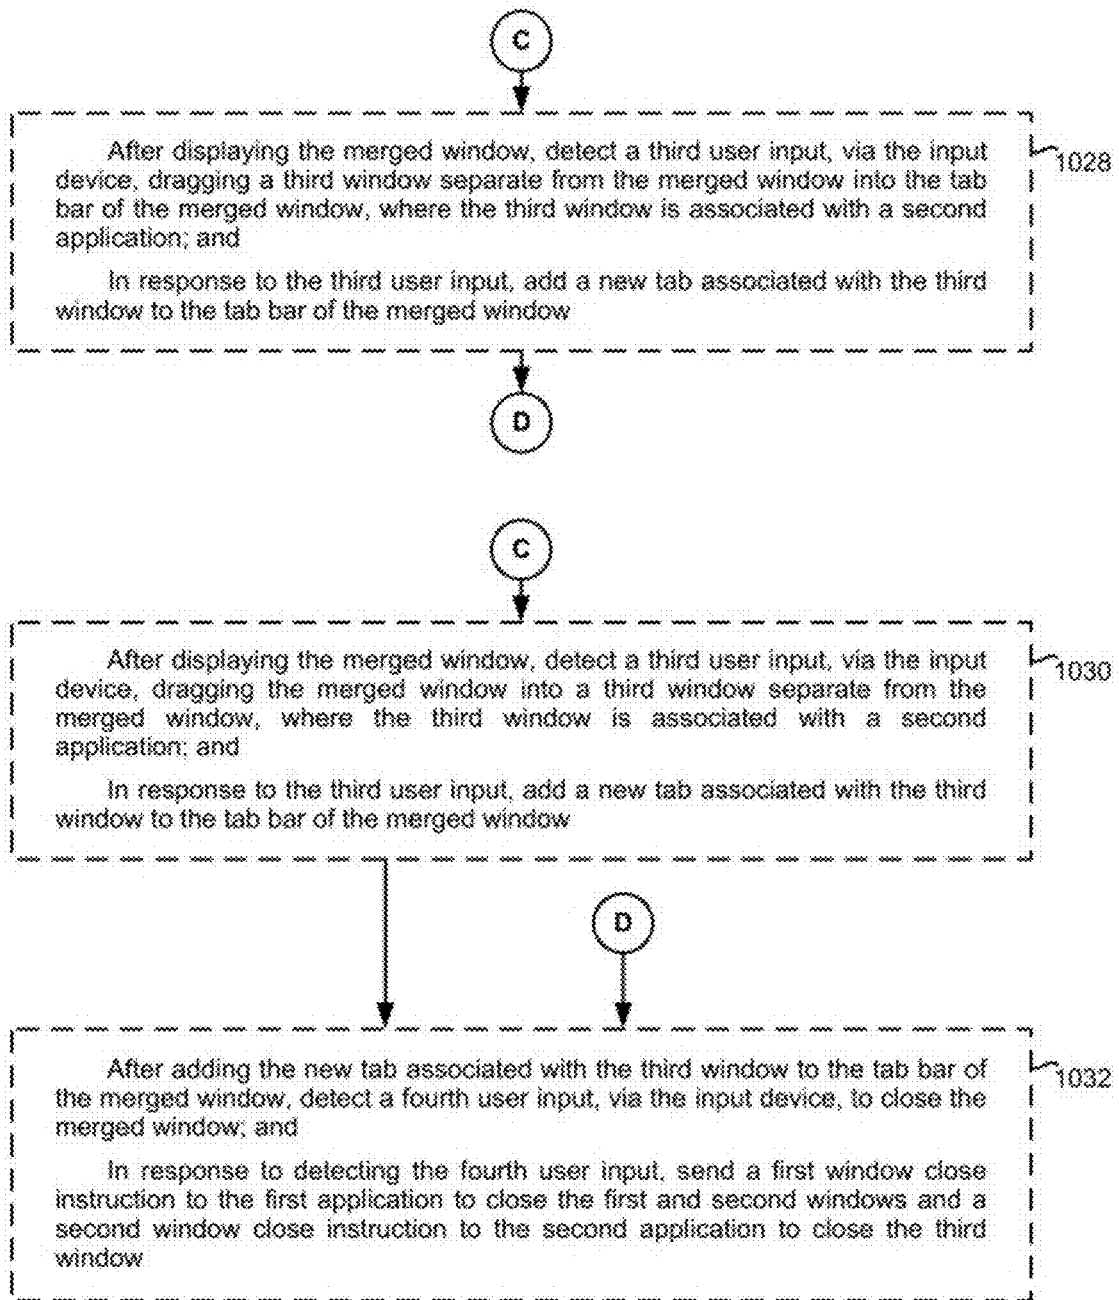 C
After displaying the merged window, detect a third user input, via the input
device, dragging a third window separate from the merged window into the tab
bar of the merged window, where the third window is associated with a second
application; and
In response to the third user input, add a new tab associated with the third
window to the tab bar of the merged window
1028
D
C
After displaying the merged window, detect a third user input, via the input
device, dragging the merged window into a third window separate from the
merged window, where the third window is associated with a second
application; and
In response to the third user input, add a new tab associated with the third
window to the tab bar of the merged window
1030
D
After adding the new tab associated with the third window to the tab bar of
the merged window, detect a fourth user input, via the input device, to close the
merged window; and
In response to detecting the fourth user input, send a first window close
instruction to the first application to close the first and second windows and a
second window close instruction to the second application to close the third
window
1032